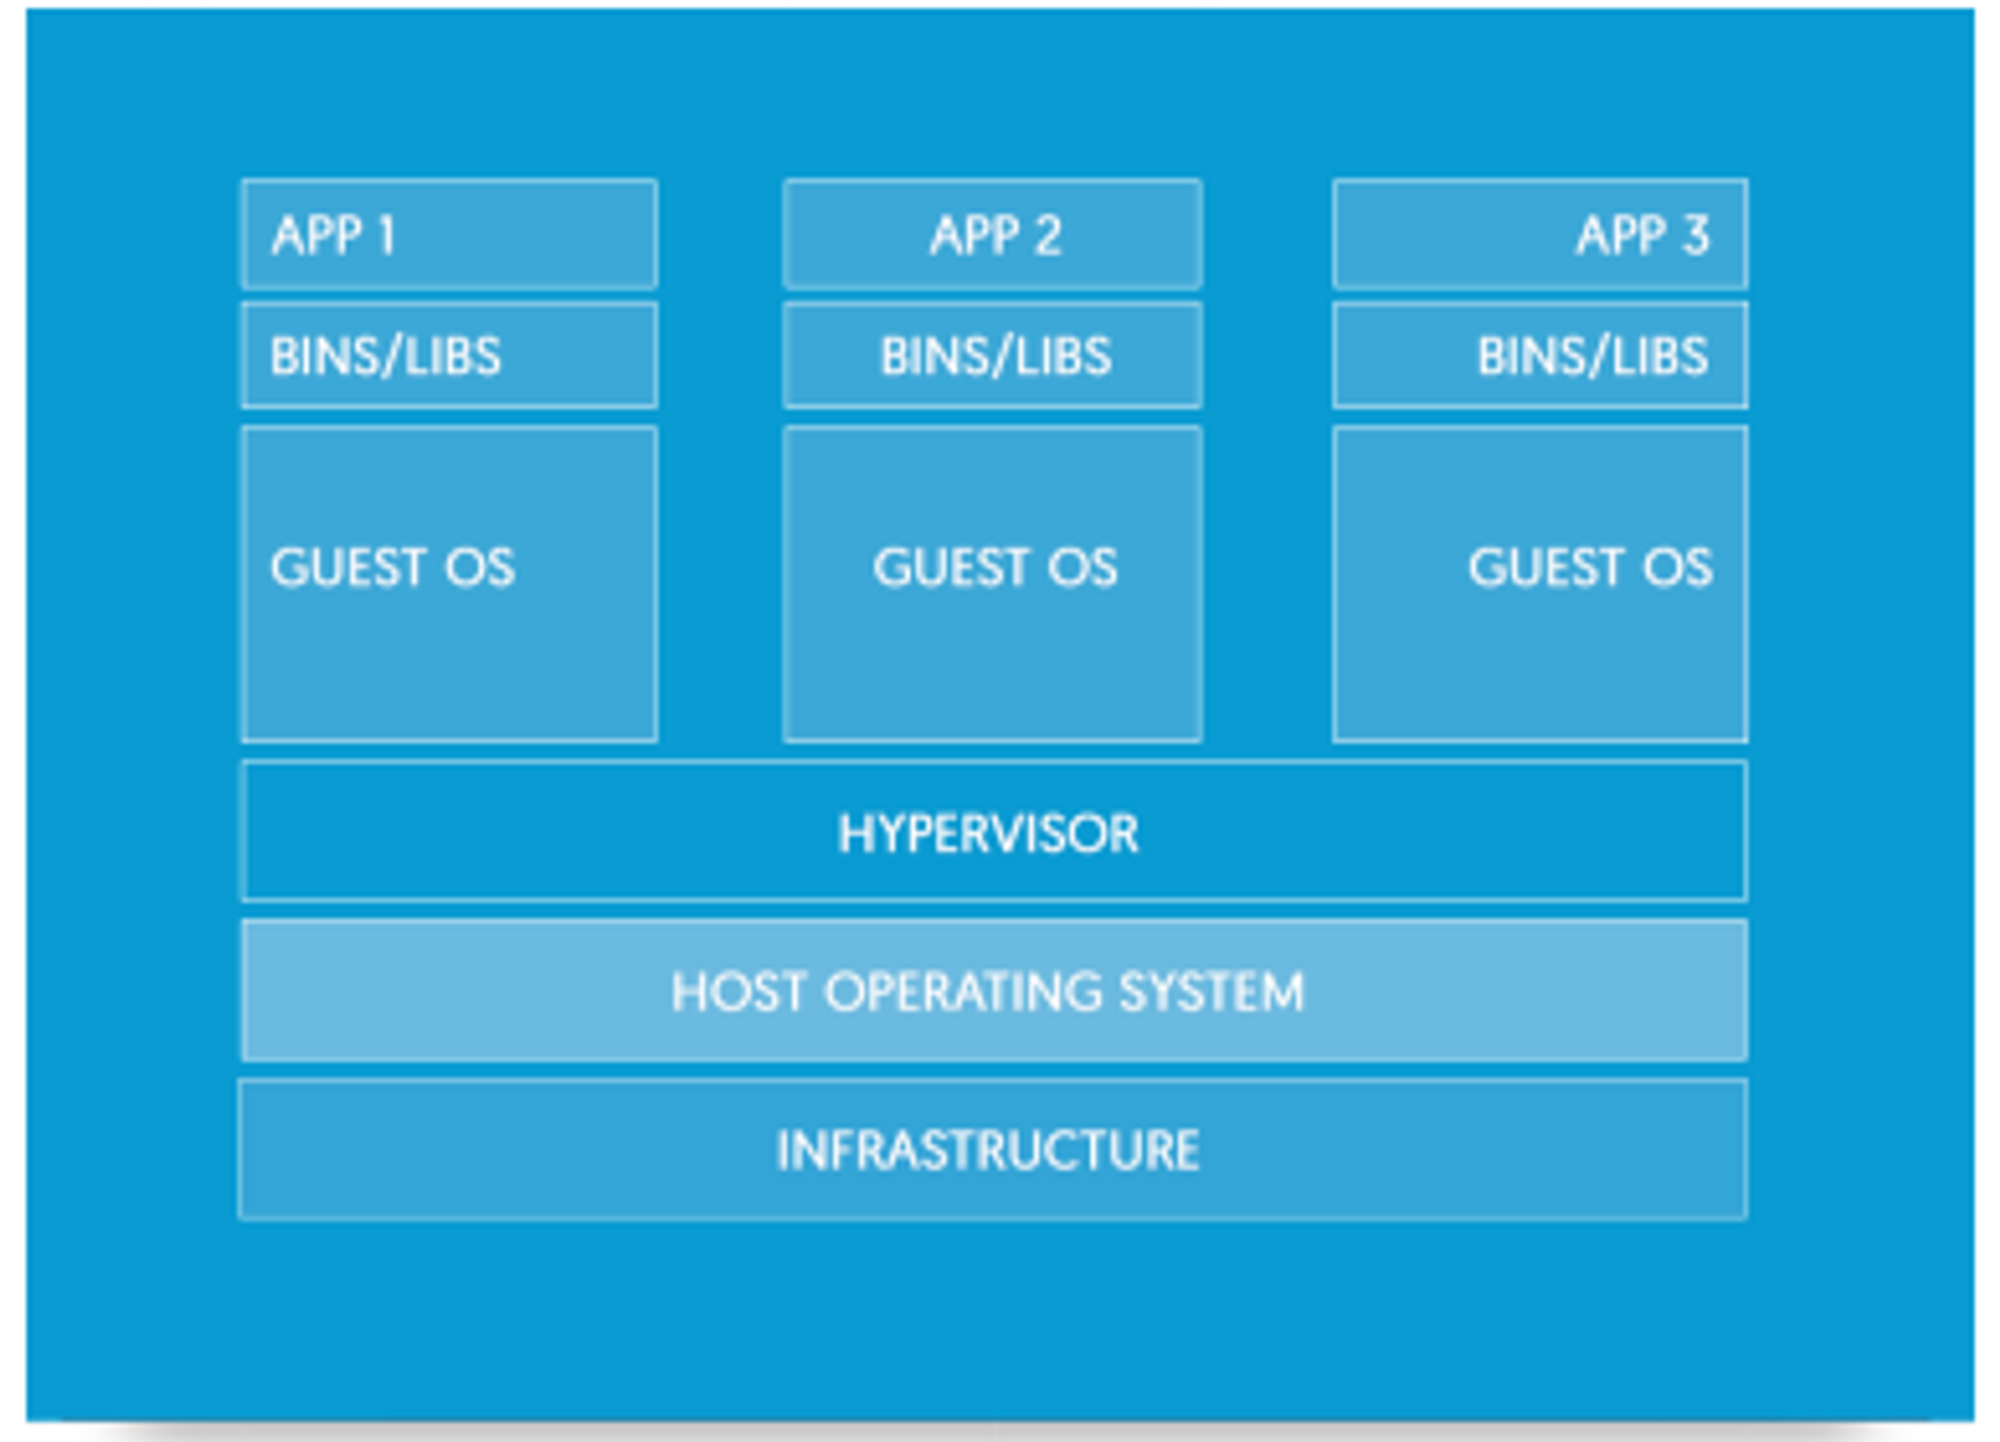 APP 1
APP 2
APP 3
BINS/LIBS
BINS/LIBS
BINS/LIBS
GUEST OS
GUEST OS
GUEST OS
HYPERVISOR
HOST OPERATING SYSTEM
INFRASTRUCTURE